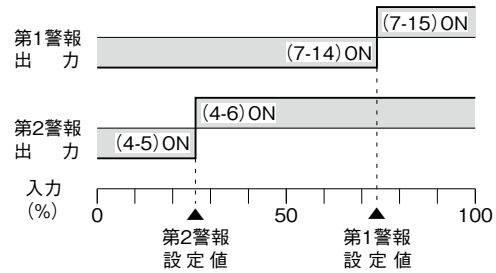 (7-15)ON
第1警報
出 力
(7-14)ON
(4-6)ON
第2警報
出 力
(4-5)ON
入力
(%)
0 50 100
第2警報 第1警報
設定値 設定値